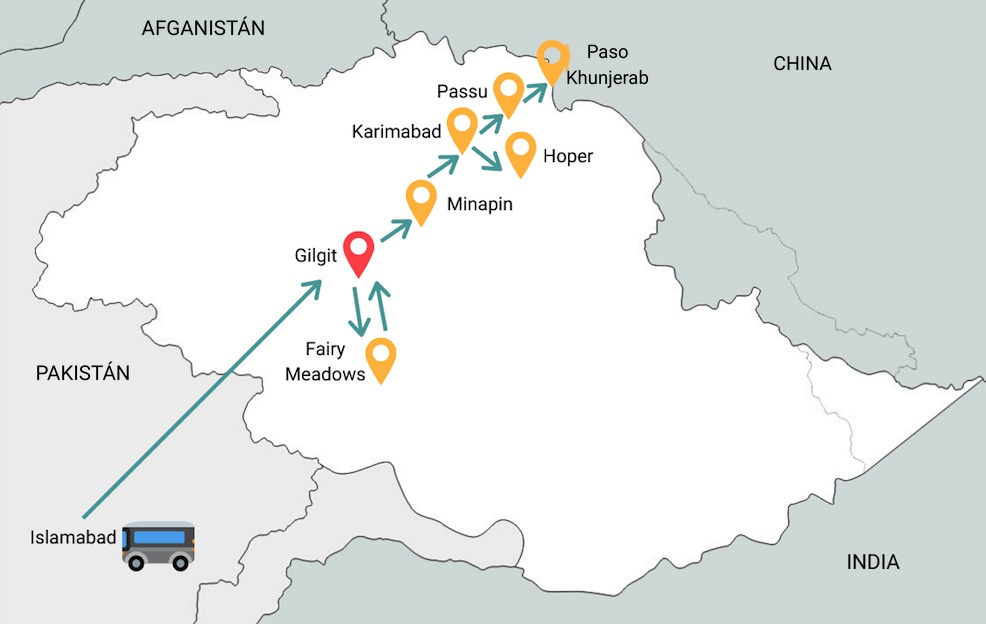 AFGANISTÁN
Paso
Khunjerab
CHINA
Passu
Karimabad
Hoper
Minapin
Gilgit
Fairy
Meadows
PAKISTÁN
Islamabad
INDIA